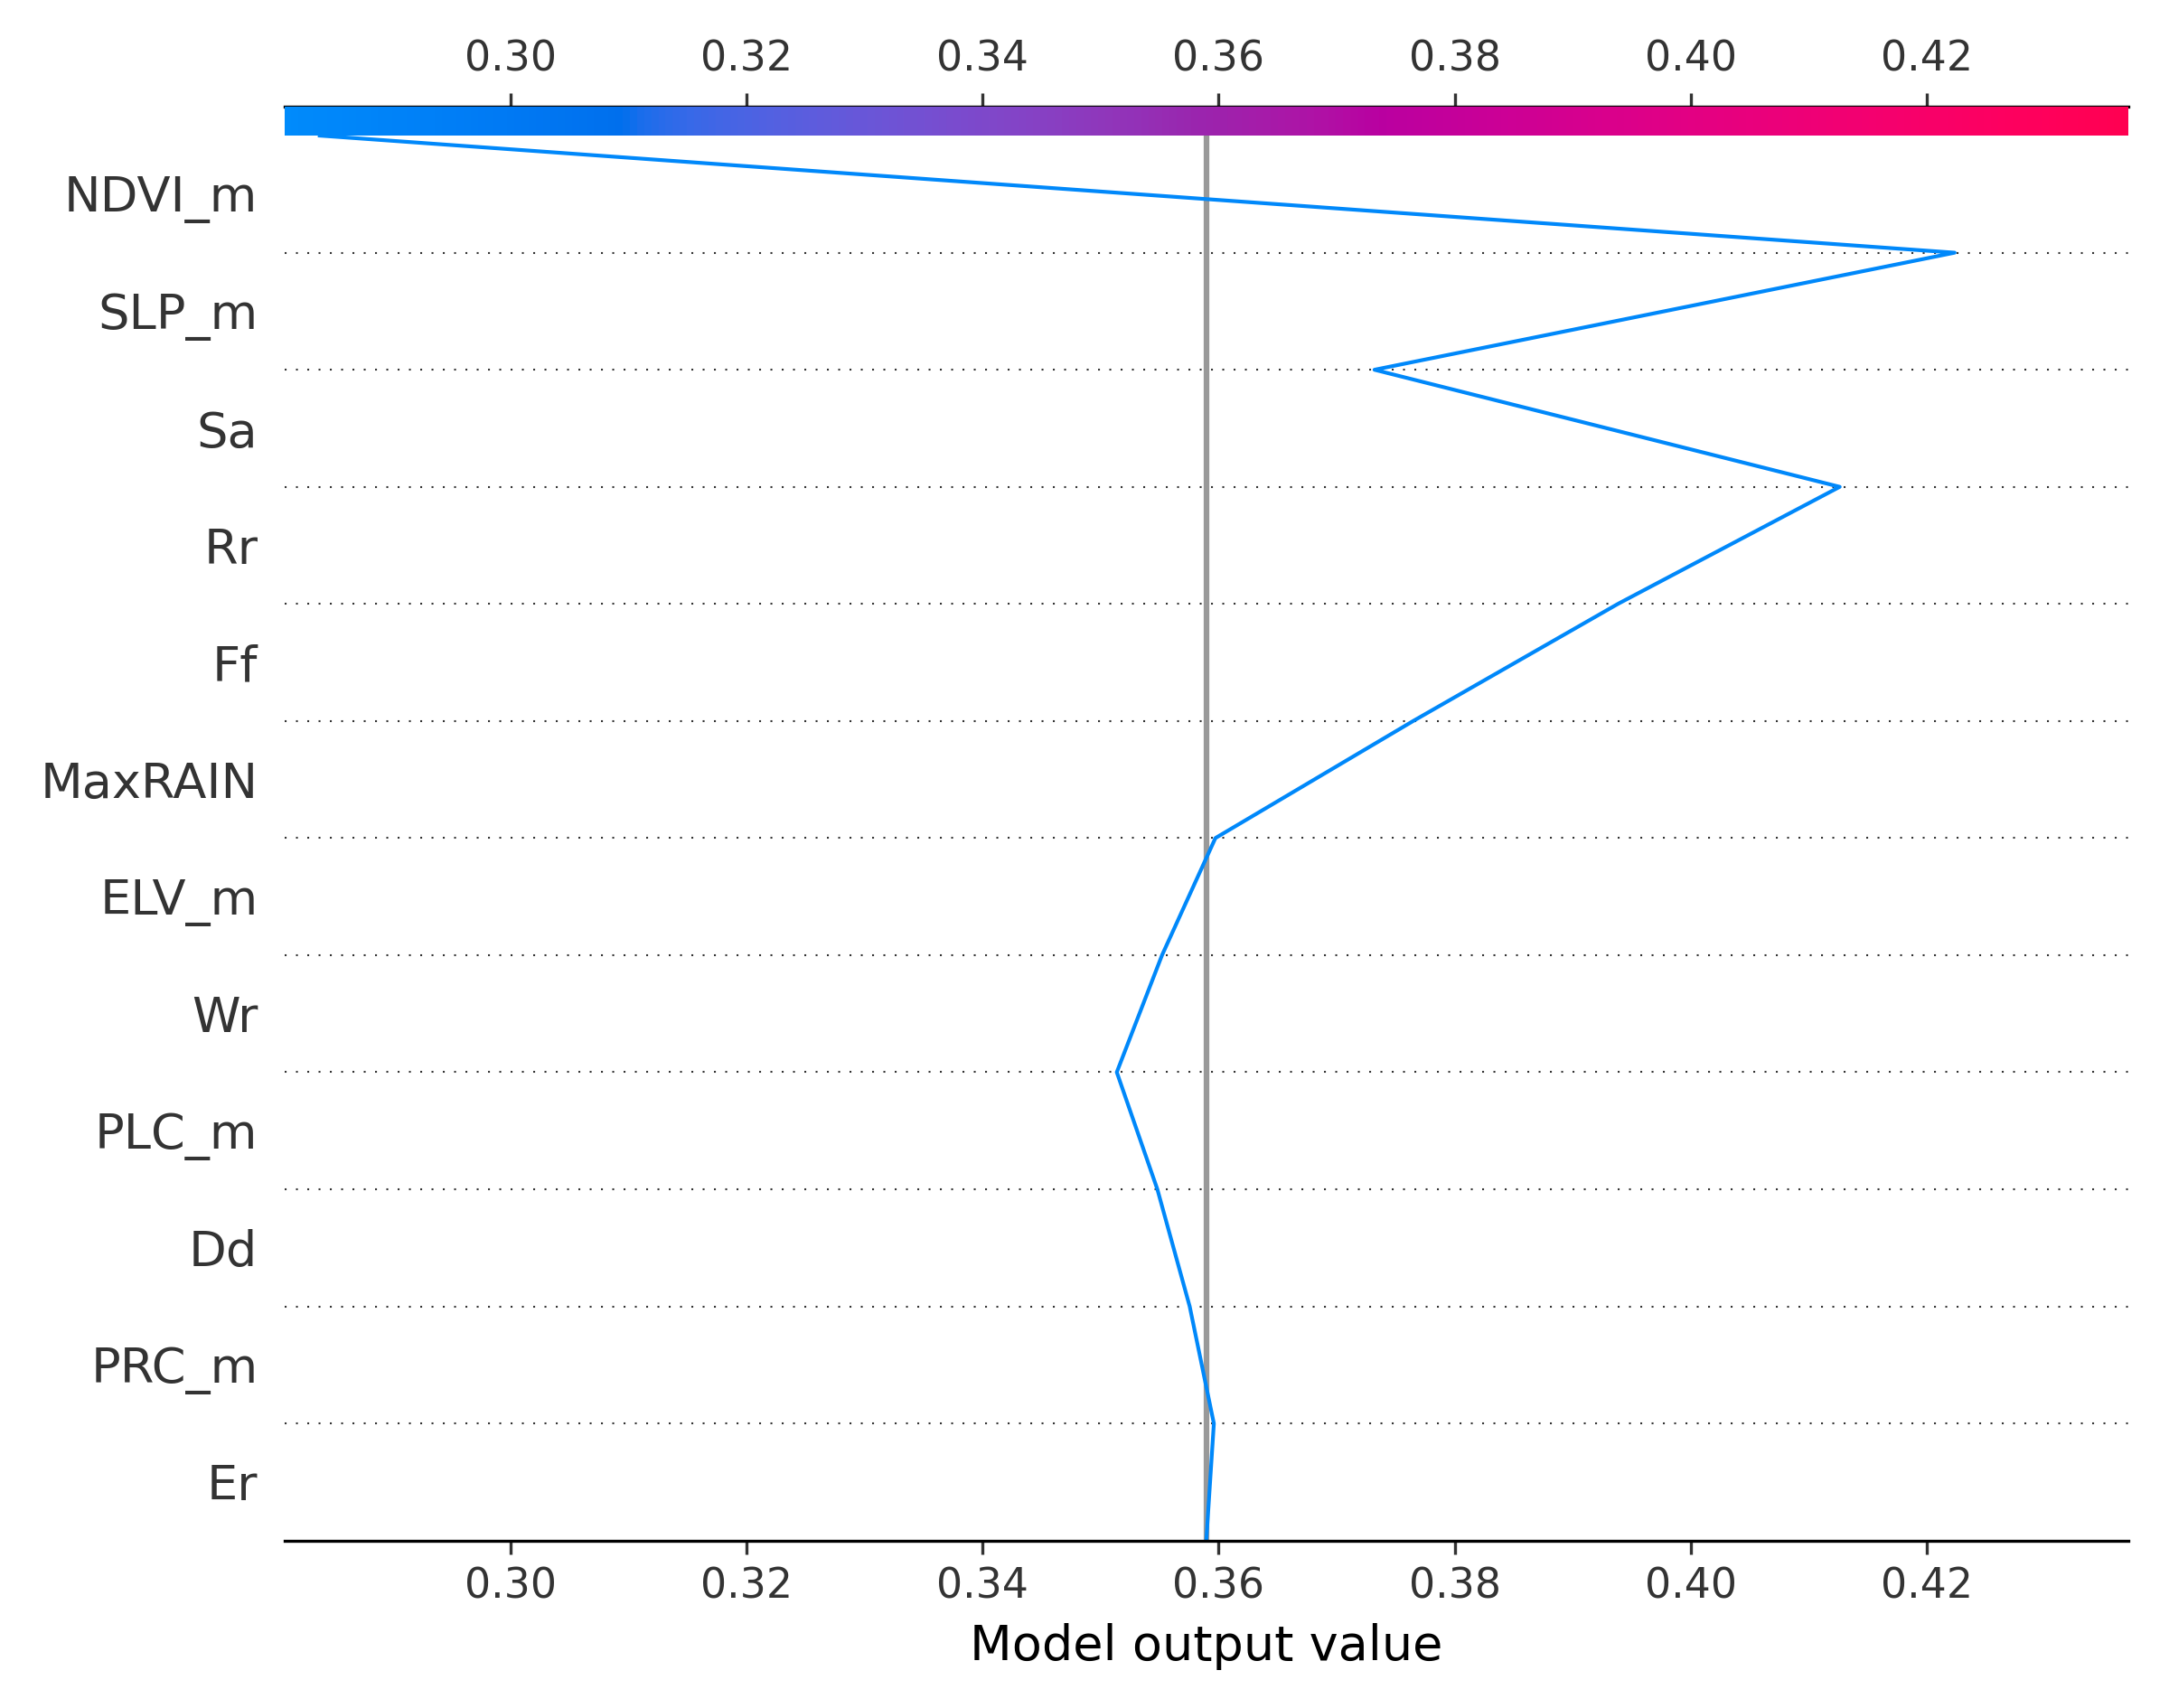 0.30 0.32 0.34 0.36 0.38 0.40 0.42
NDVI_m
SLP_m
Sa
Rr
Ff
MaxRAIN
ELV_m
Wr
PLC_m
Dd
PRC_m
Er
0.30 0.32 0.34 0.36 0.38 0.40 0.42
Model output value